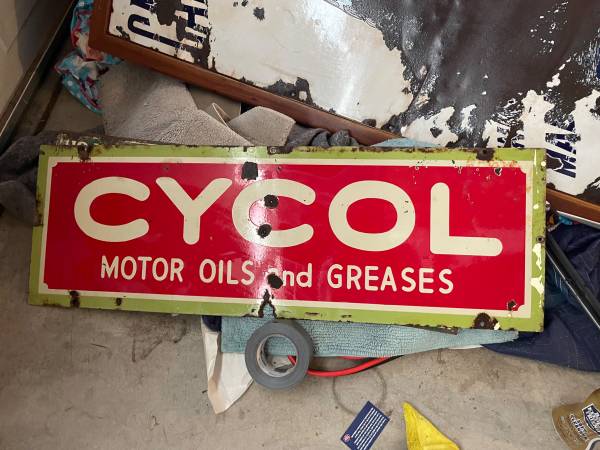 CYCOL
MOTOR OILS and GREASES